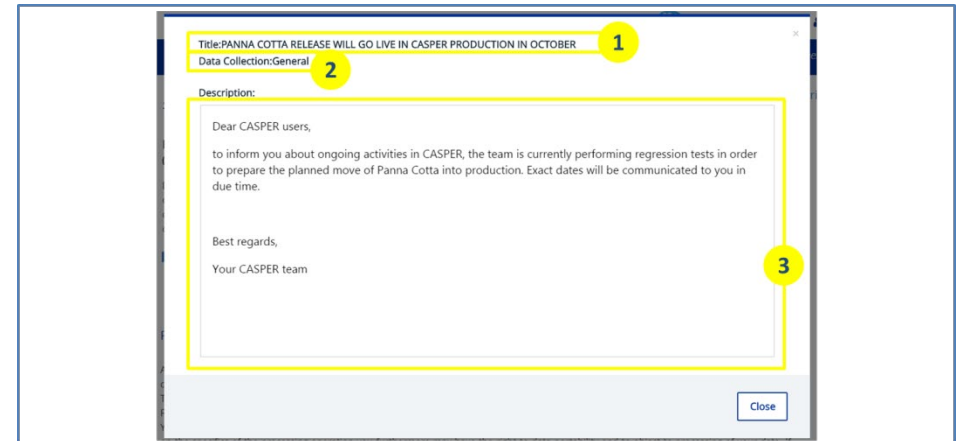 Title:PANNA COTTA RELEASE WILL GO LIVE IN CASPER PRODUCTION IN OCTOBER
1
Data Collection:General
2
Description:
Dear CASPER users,
to inform you about ongoing activities in CASPER, the team is currently performing regression tests in order
to prepare the planned move of Panna Cotta into production. Exact dates will be communicated to you in
due time.
Best regards,
Your CASPER team
3
Close